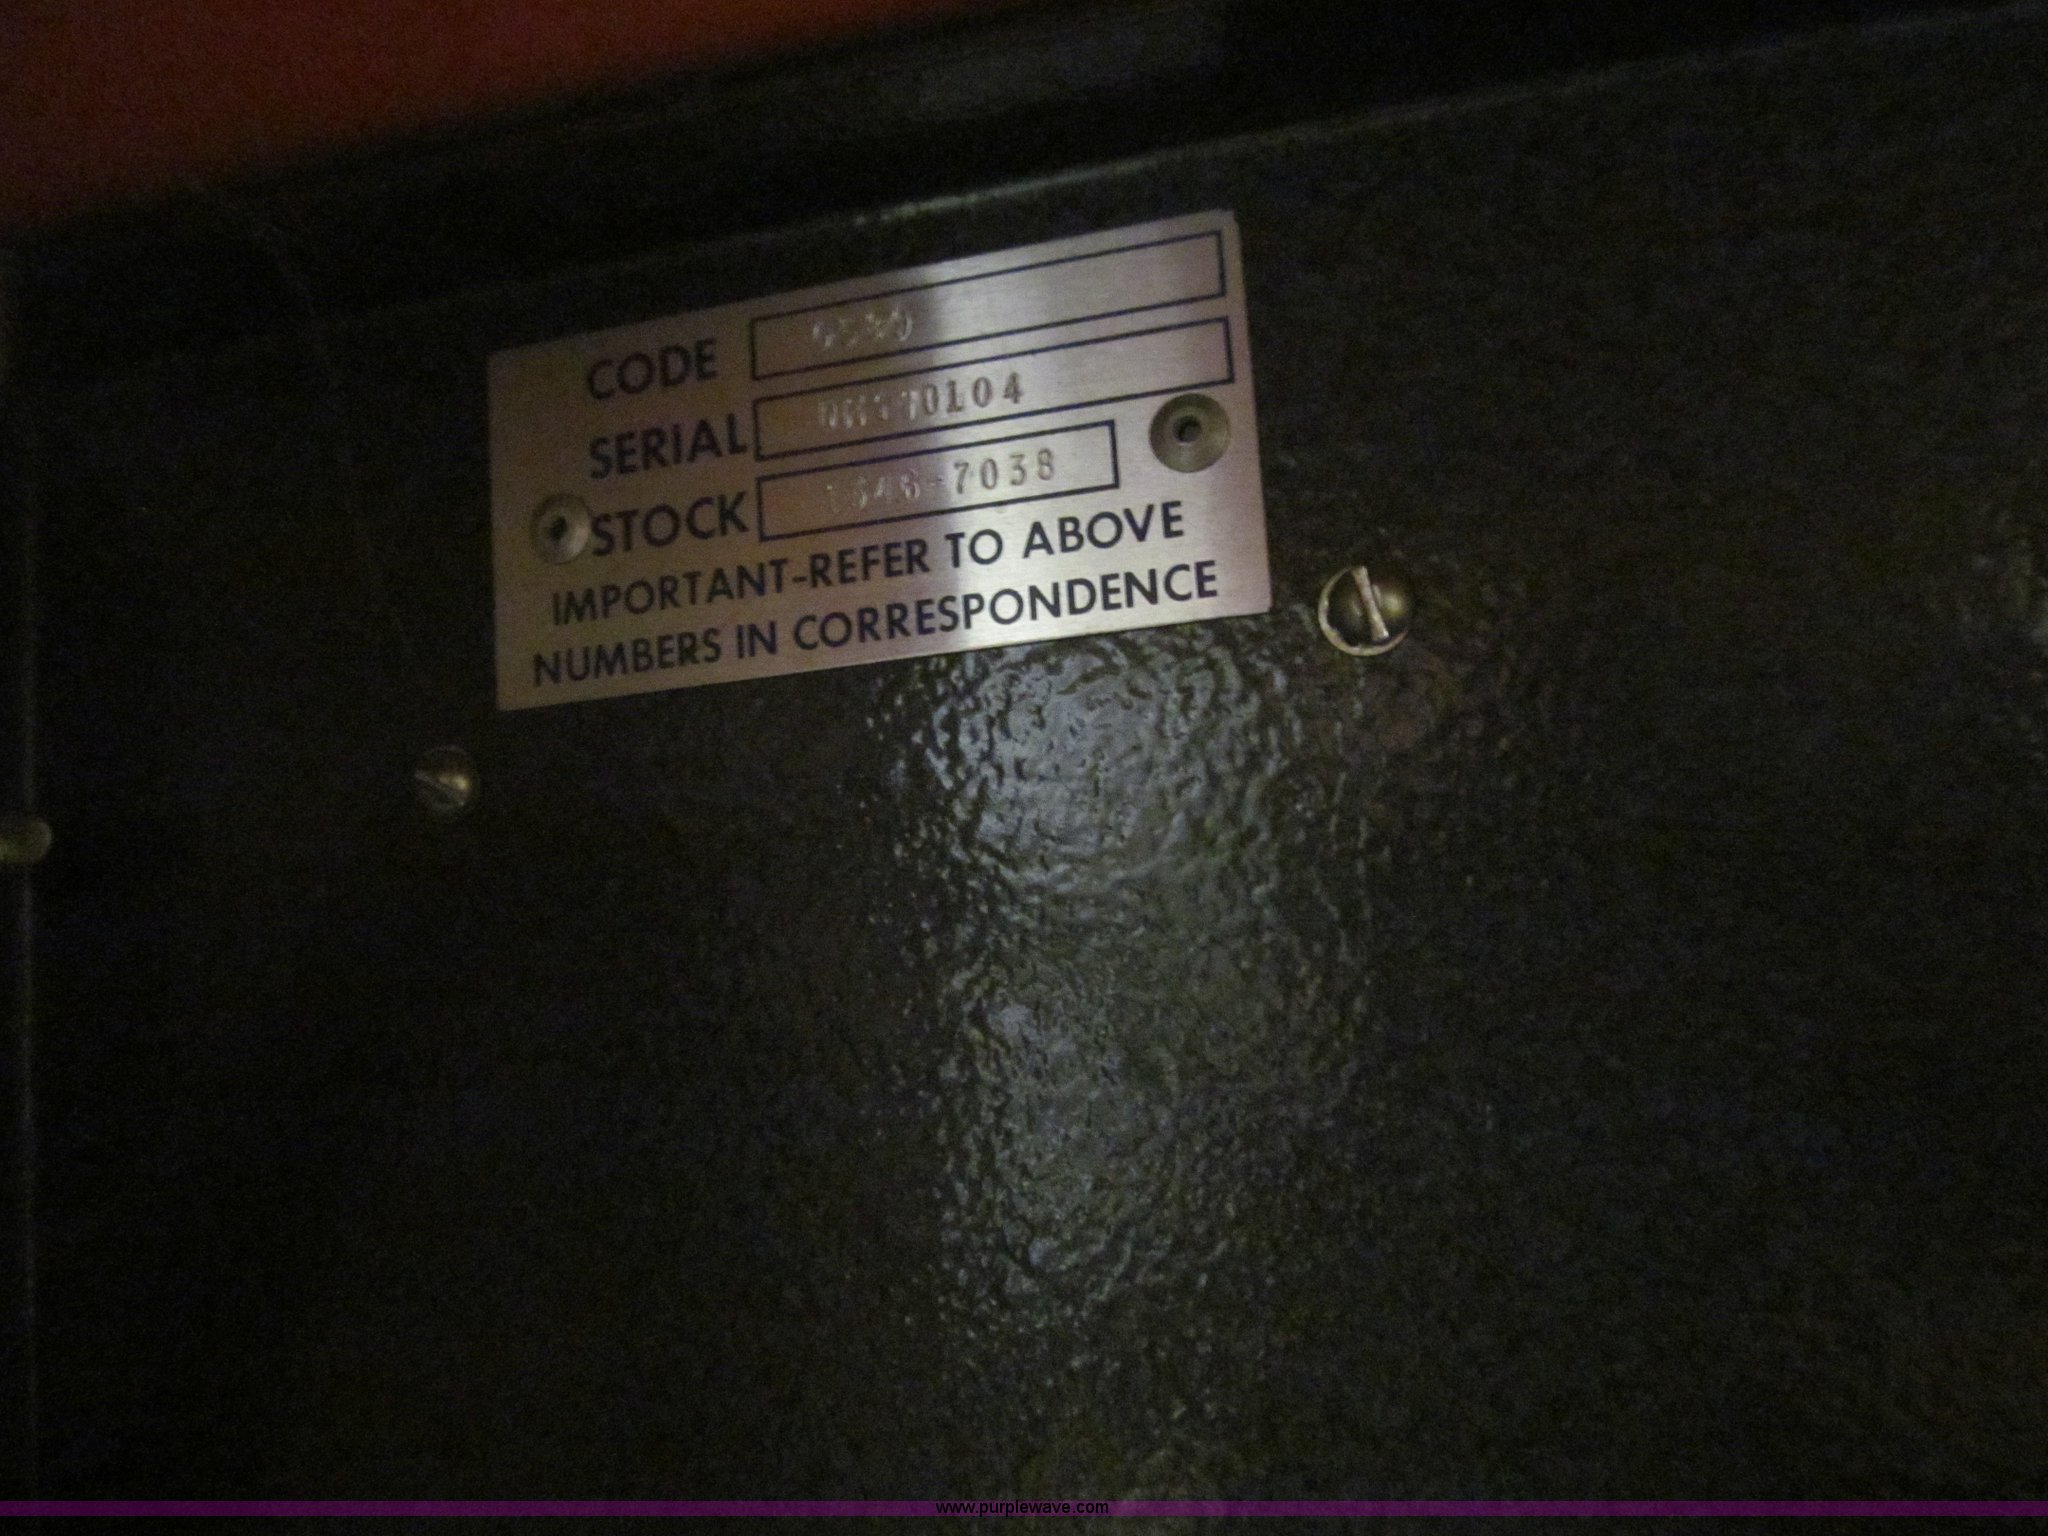 CODE
SERIAL
STOCK
IMPORTANT-REFER TO ABOVE
NUMBERS IN CORRESPONDENCE
www.purplewave.com